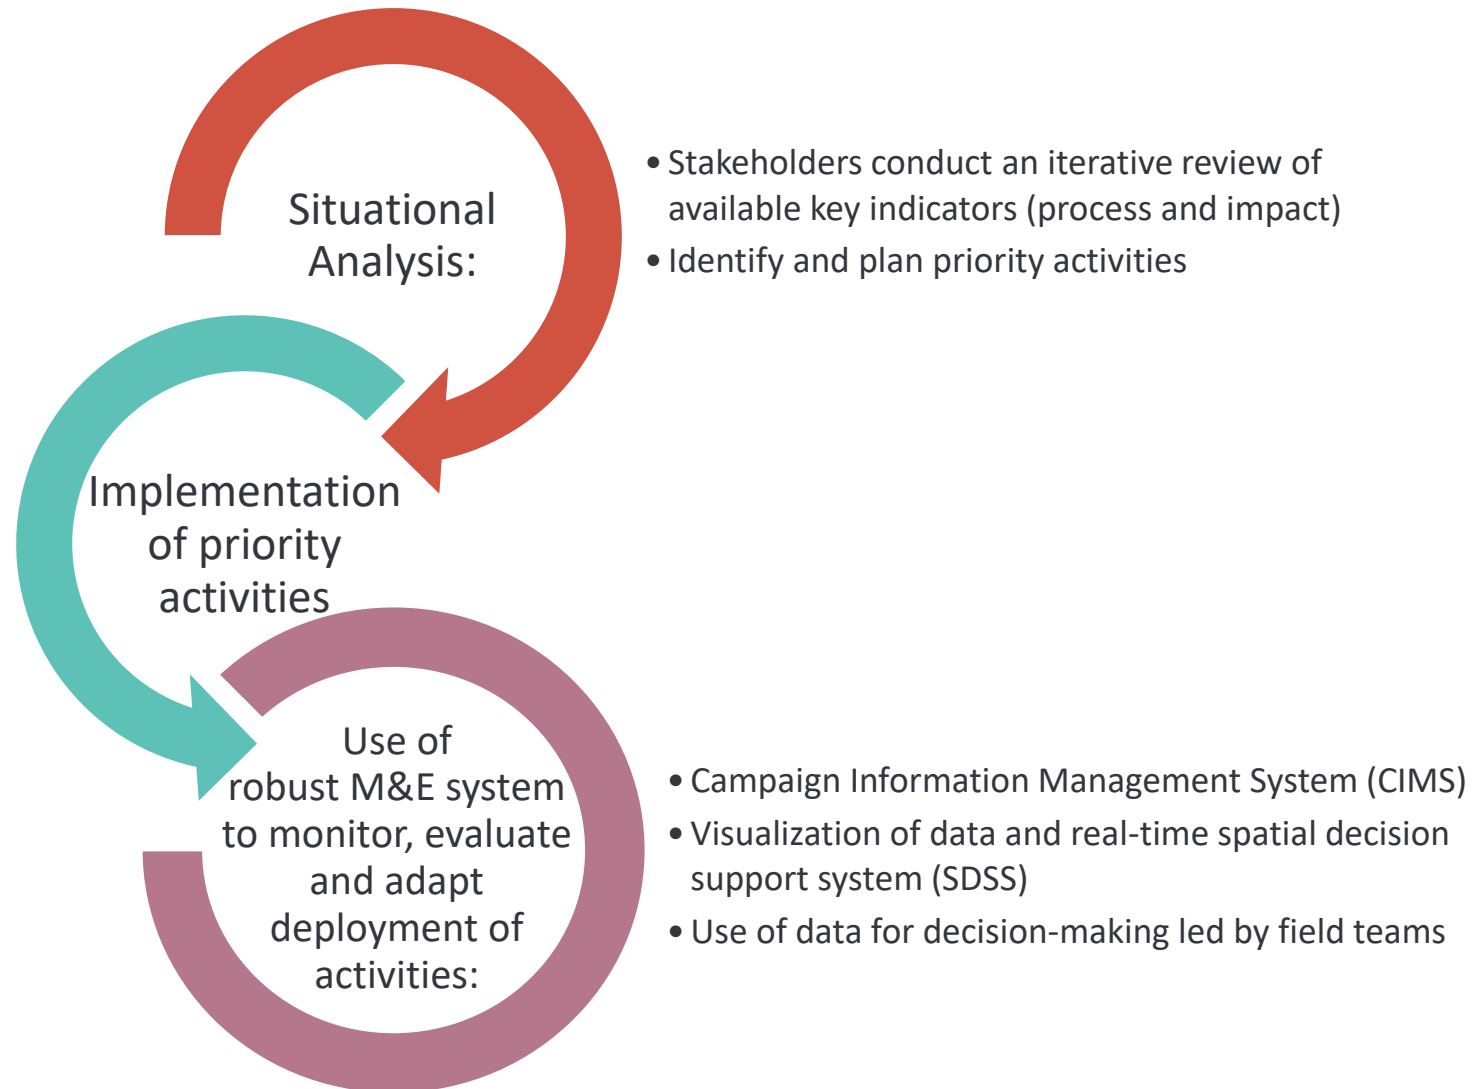 Situational
Analysis:
• Stakeholders conduct an iterative review of
available key indicators (process and impact)
• Identify and plan priority activities
Implementation
of priority
activities
Use of
robust M&E system
to monitor, evaluate
and adapt
deployment of
activities:
• Campaign Information Management System (CIMS)
• Visualization of data and real-time spatial decision
support system (SDSS)
• Use of data for decision-making led by field teams